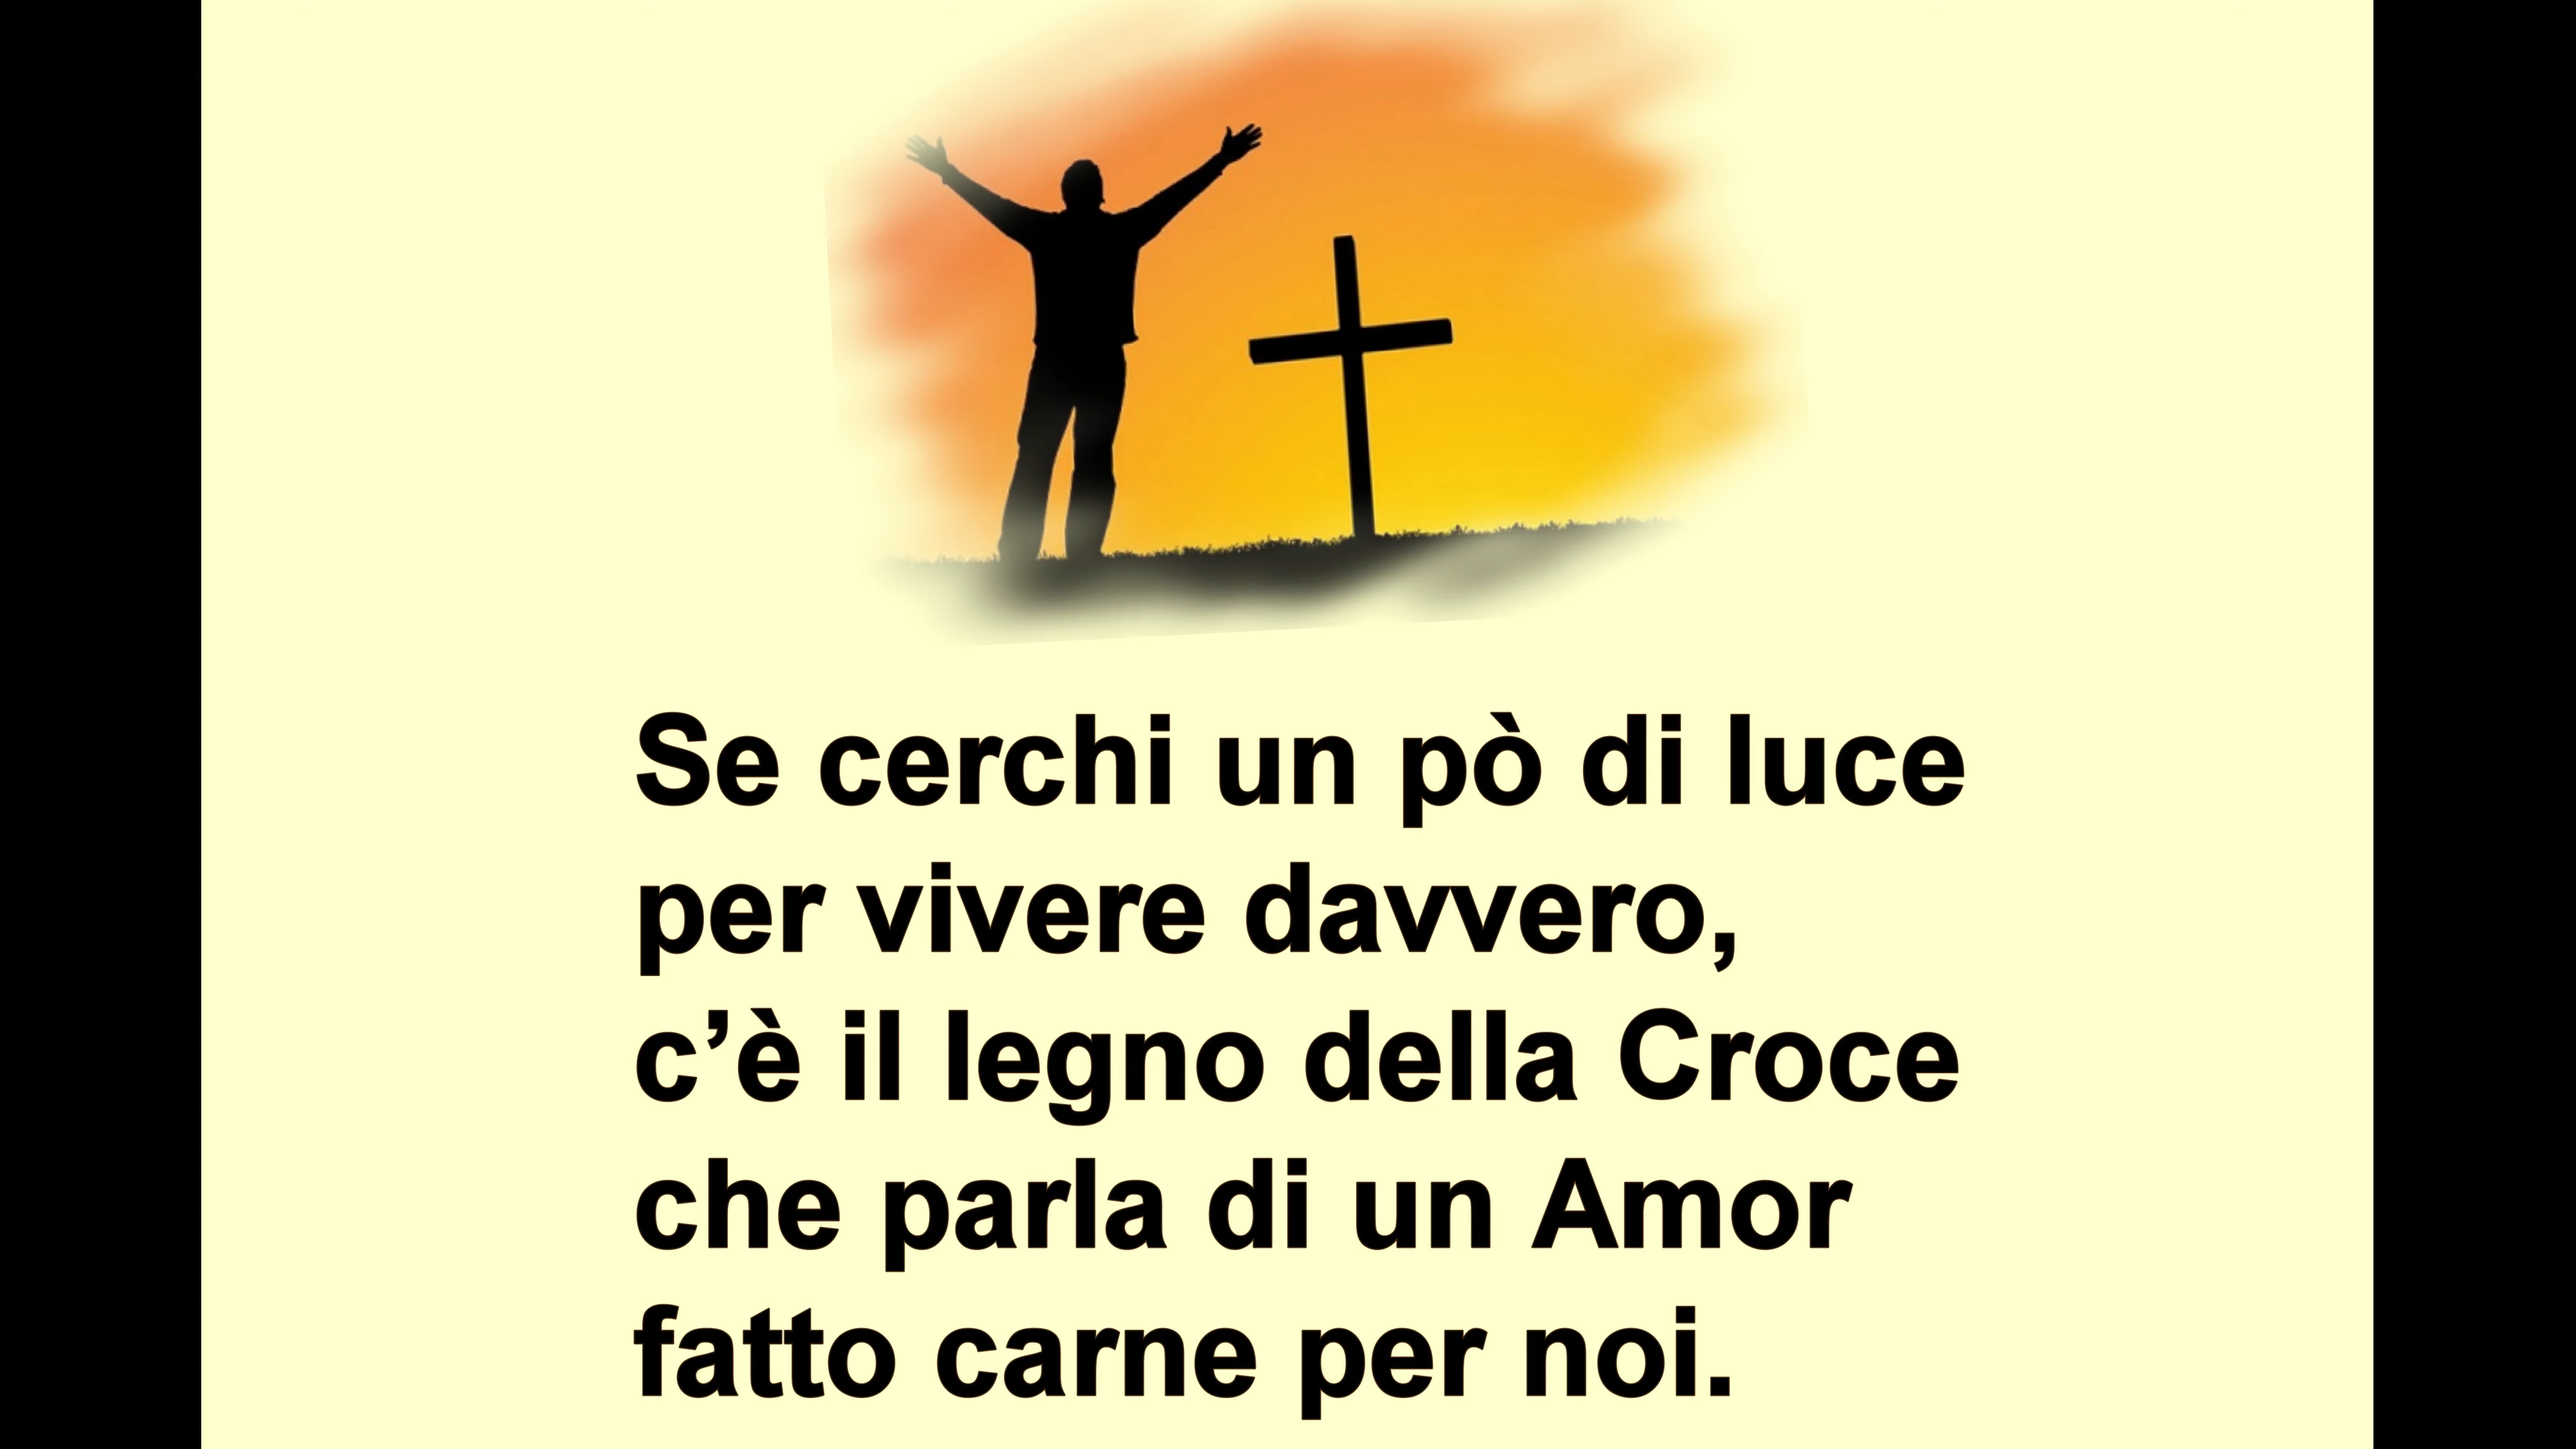 Se cerchi un pò di luce
per vivere davvero,
c’è il legno della Croce
che parla di un Amor
fatto carne per noi.